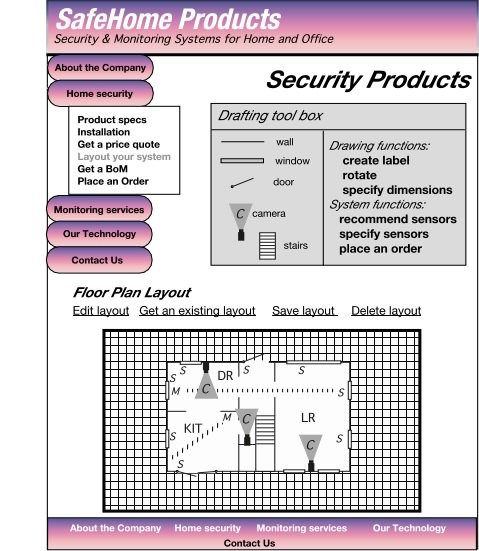 SafeHome Products
Security & Monitoring Systems for Home and Office
About the Company
Home security
Product specs
Installation
Get a price quote
Layout your system
Get a BoM
Place an Order
Monitoring services
Our Technology
Contact Us
Security Products
Drafting tool box
wall
window
door
C camera
stairs
Drawing functions:
create label
rotate
specify dimensions
System functions:
recommend sensors
specify sensors
place an order
Floor Plan Layout
Edit layout Get an existing layout Save layout Delete layout
S S DR S S
S
M C S
M C LR
KIT
S C S
S
About the Company Home security Monitoring services Our Technology
Contact Us